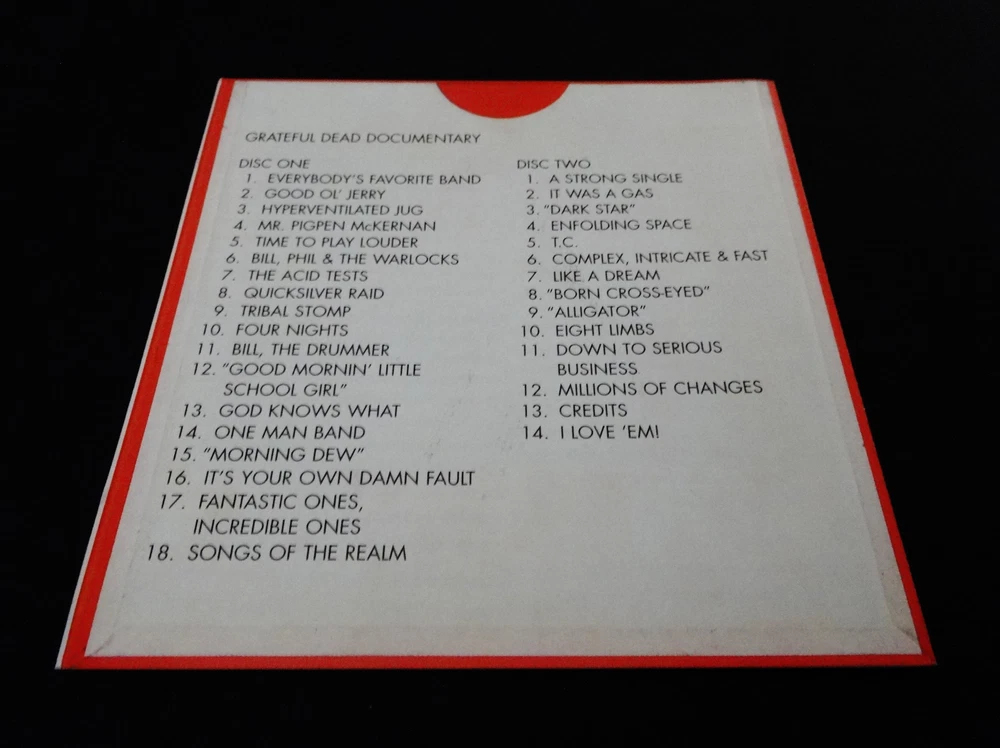 GRATEFUL DEAD DOCUMENTARY
DISC ONE
1. EVERYBODY'S FAVORITE BAND
2. GOOD OL' JERRY
3. HYPERVENTILATED JUG
4. MR. PIGPEN McKERNAN
5. TIME TO PLAY LOUDER
6. BILL, PHIL & THE WARLOCKS
7. THE ACID TESTS
8. QUICKSILVER RAID
9. TRIBAL STOMP
10. FOUR NIGHTS
11. BILL, THE DRUMMER
12. "GOOD MORNIN' LITTLE
SCHOOL GIRL"
13. GOD KNOWS WHAT
14. ONE MAN BAND
15. "MORNING DEW"
16. IT'S YOUR OWN DAMN FAULT
17. FANTASTIC ONES,
INCREDIBLE ONES
18. SONGS OF THE REALM
DISC TWO
1. A STRONG SINGLE
2. IT WAS A GAS
3. "DARK STAR"
4. ENFOLDING SPACE
5. T.C.
6. COMPLEX, INTRICATE & FAST
7. LIKE A DREAM
8. "BORN CROSS-EYED"
9. "ALLIGATOR"
10. EIGHT LIMBS
11. DOWN TO SERIOUS
BUSINESS
12. MILLIONS OF CHANGES
13. CREDITS
14. I LOVE 'EM!